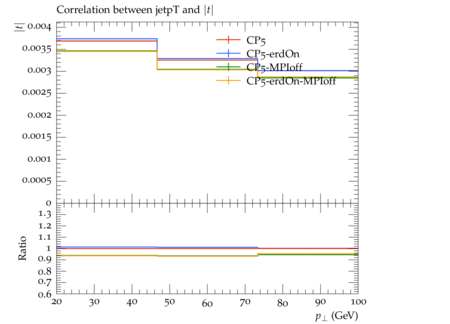 Correlation between jetpT and |t|
|t|
0.004
0.0035
0.003
0.0025
0.002
0.0015
0.001
0.0005
0
CP5
CP5-erdOn
CP5-MPIoff
CP5-erdOn-MPIoff
Ratio
1.3
1.2
1.1
1
0.9
0.8
0.7
0.6
20 30 40 50 60 70 80 90 100
p⊥ (GeV)